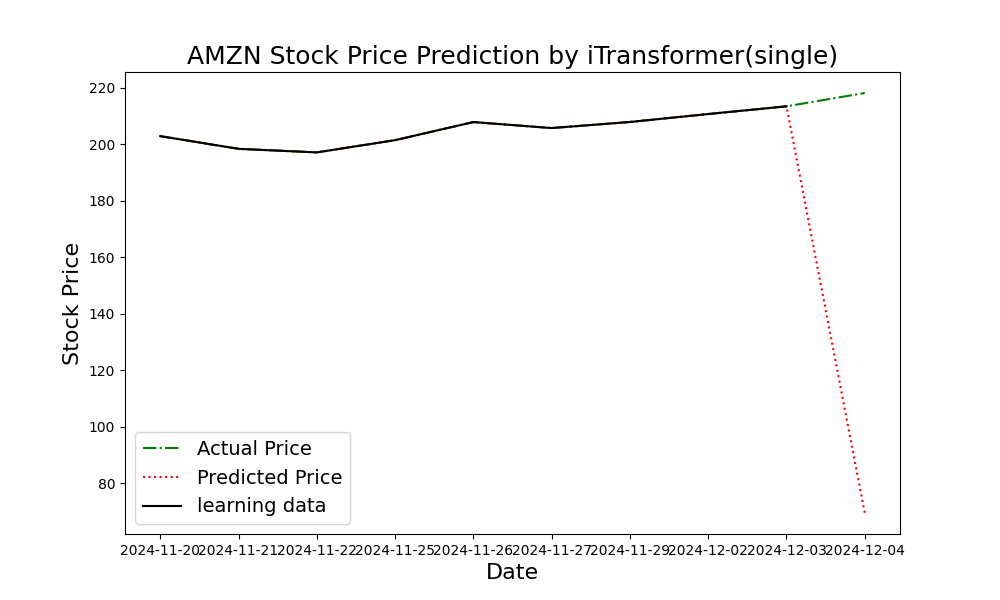 AMZN Stock Price Prediction by iTransformer(single)
220
200
180
160
140
120
100
80
Stock Price
Actual Price
Predicted Price
learning data
2024-11-20 2024-11-21 2024-11-22 2024-11-25 2024-11-26 2024-11-27 2024-11-29 2024-12-02 2024-12-03 2024-12-04
Date